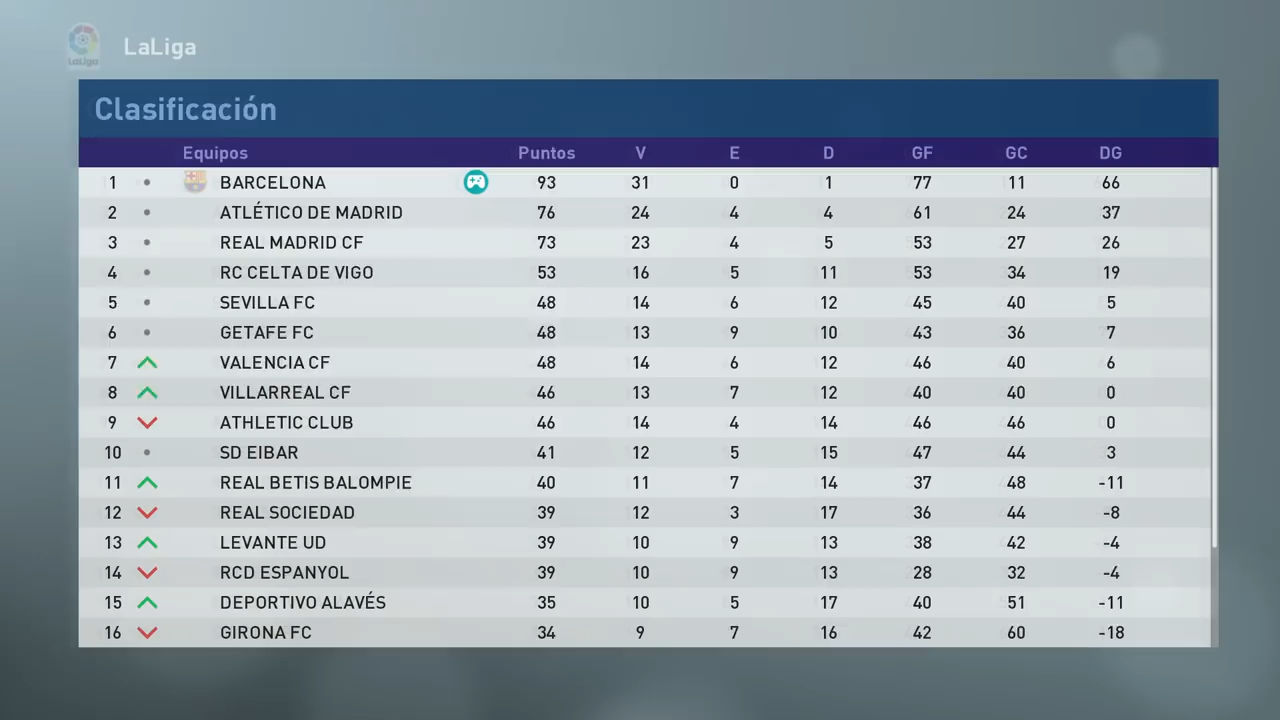 LaLiga
LaLiga
Clasificación
Equipos Puntos V E D GF GC DG
1 BARCELONA 93 31 0 1 77 11 66
2 ATLÉTICO DE MADRID 76 24 4 4 61 24 37
3 REAL MADRID CF 73 23 4 5 53 27 26
4 RC CELTA DE VIGO 53 16 5 11 53 34 19
5 SEVILLA FC 48 14 6 12 45 40 5
6 GETAFE FC 48 13 9 10 43 36 7
7 VALENCIA CF 48 14 6 12 46 40 6
8 VILLARREAL CF 46 13 7 12 40 40 0
9 ATHLETIC CLUB 46 14 4 14 46 46 0
10 SD EIBAR 41 12 5 15 47 44 3
11 REAL BETIS BALOMPIE 40 11 7 14 37 48 -11
12 REAL SOCIEDAD 39 12 3 17 36 44 -8
13 LEVANTE UD 39 10 9 13 38 42 -4
14 RCD ESPANYOL 39 10 9 13 28 32 -4
15 DEPORTIVO ALAVÉS 35 10 5 17 40 51 -11
16 GIRONA FC 34 9 7 16 42 60 -18